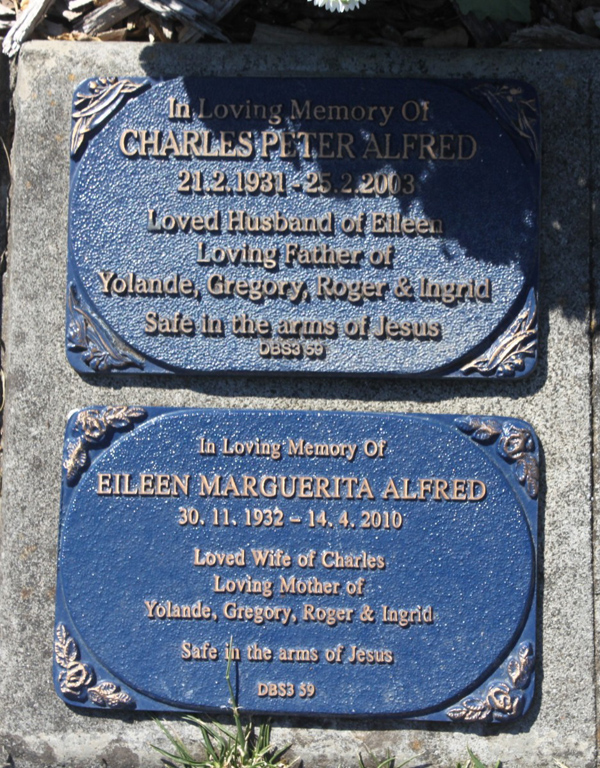 In Loving Memory Of
CHARLES PETER ALFRED
21.2.1931 - 25.2.2003
Loved Husband of Eileen
Loving Father of
Yolande, Gregory, Roger & Ingrid
Safe in the arms of Jesus
DBS3 59
In Loving Memory Of
EILEEN MARGUERITA ALFRED
30. 11. 1932 – 14. 4. 2010
Loved Wife of Charles
Loving Mother of
Yolande, Gregory, Roger & Ingrid
Safe in the arms of Jesus
DBS3 59